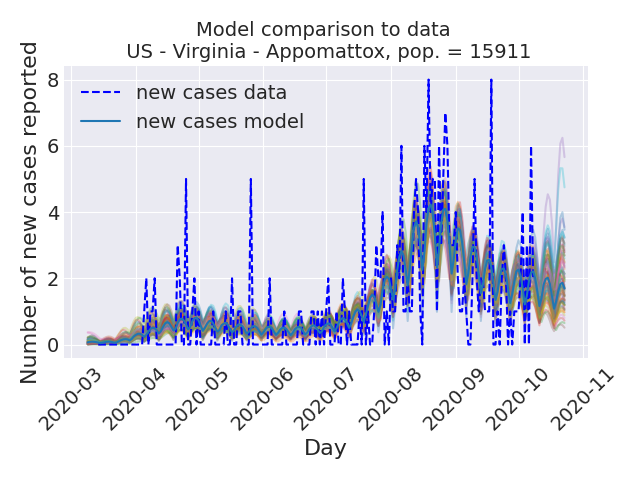 Model comparison to data
US - Virginia - Appomattox, pop. = 15911
Number of new cases reported
8
6
4
2
0
new cases data
new cases model
2020-03
2020-04
2020-05
2020-06
2020-07
2020-08
2020-09
2020-10
2020-11
Day